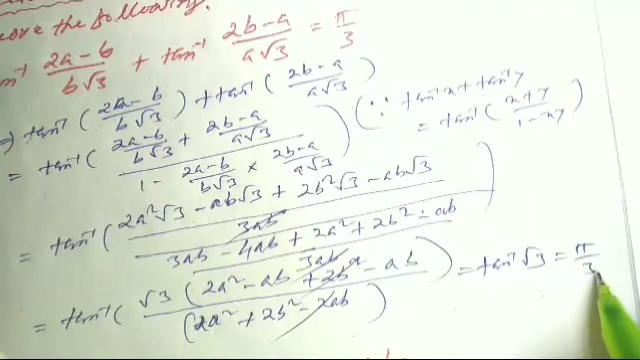 ove the following.
tan⁻¹ (2a-b)/(b√3) + tan⁻¹ (2b-a)/(a√3) = π/3
⇒ tan⁻¹((2a-b)/(b√3)) + tan⁻¹((2b-a)/(a√3))
= tan⁻¹(((2a-b)/(b√3) + (2b-a)/(a√3))/(1 - (2a-b)/(b√3) × (2b-a)/(a√3))) (∵ tan⁻¹x + tan⁻¹y
= tan⁻¹((x+y)/(1-xy)))
= tan⁻¹(((2a²√3 - ab√3 + 2b²√3 - ab√3)/3ab)/((3ab - 4ab + 2a² + 2b² - ab)/3ab))
= tan⁻¹(√3(2a² - ab + 2b² - ab)/(2a² + 2b² - 2ab)) = tan⁻¹√3 = π/3